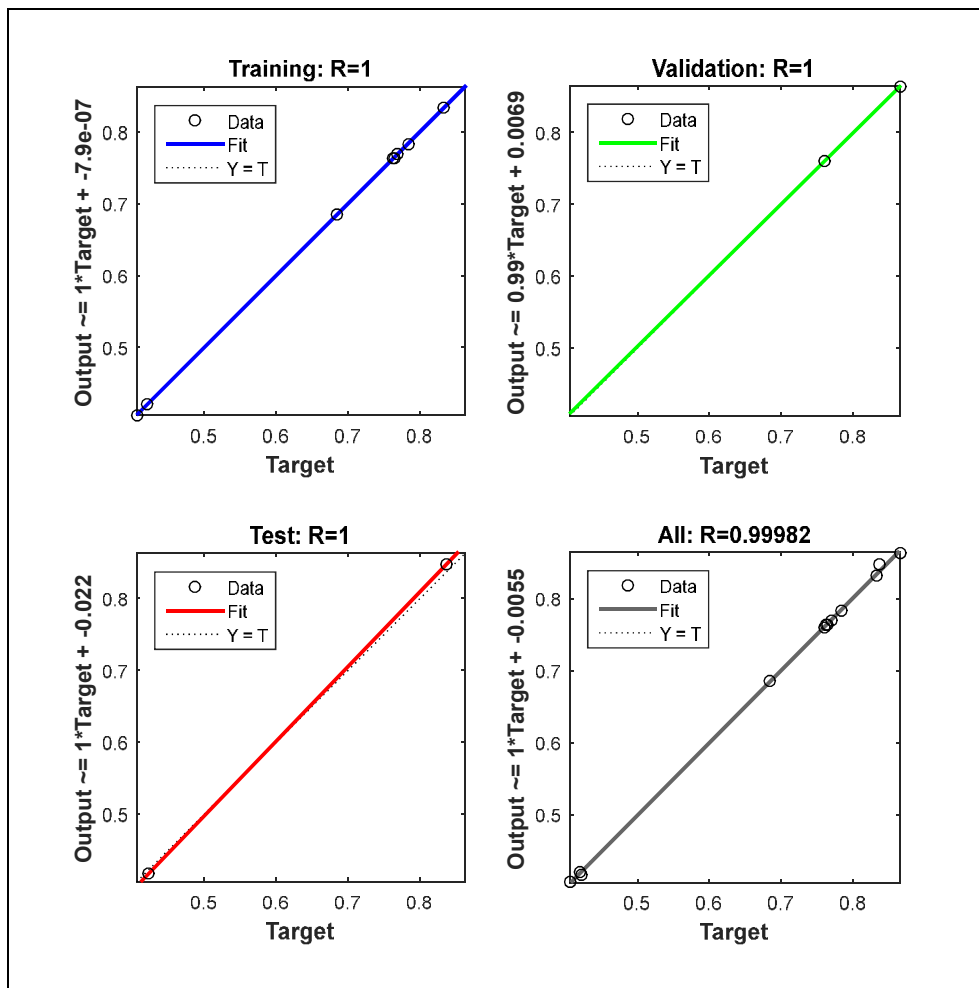 Training: R=1
Output ~= 1*Target + -7.9e-07
Data
Fit
Y = T
0.8
0.7
0.6
0.5
0.5 0.6 0.7 0.8
Target
Validation: R=1
Output ~= 0.99*Target + 0.0069
Data
Fit
Y = T
0.8
0.7
0.6
0.5
0.5 0.6 0.7 0.8
Target
Test: R=1
Output ~= 1*Target + -0.022
Data
Fit
Y = T
0.8
0.7
0.6
0.5
0.5 0.6 0.7 0.8
Target
All: R=0.99982
Output ~= 1*Target + -0.0055
Data
Fit
Y = T
0.8
0.7
0.6
0.5
0.5 0.6 0.7 0.8
Target